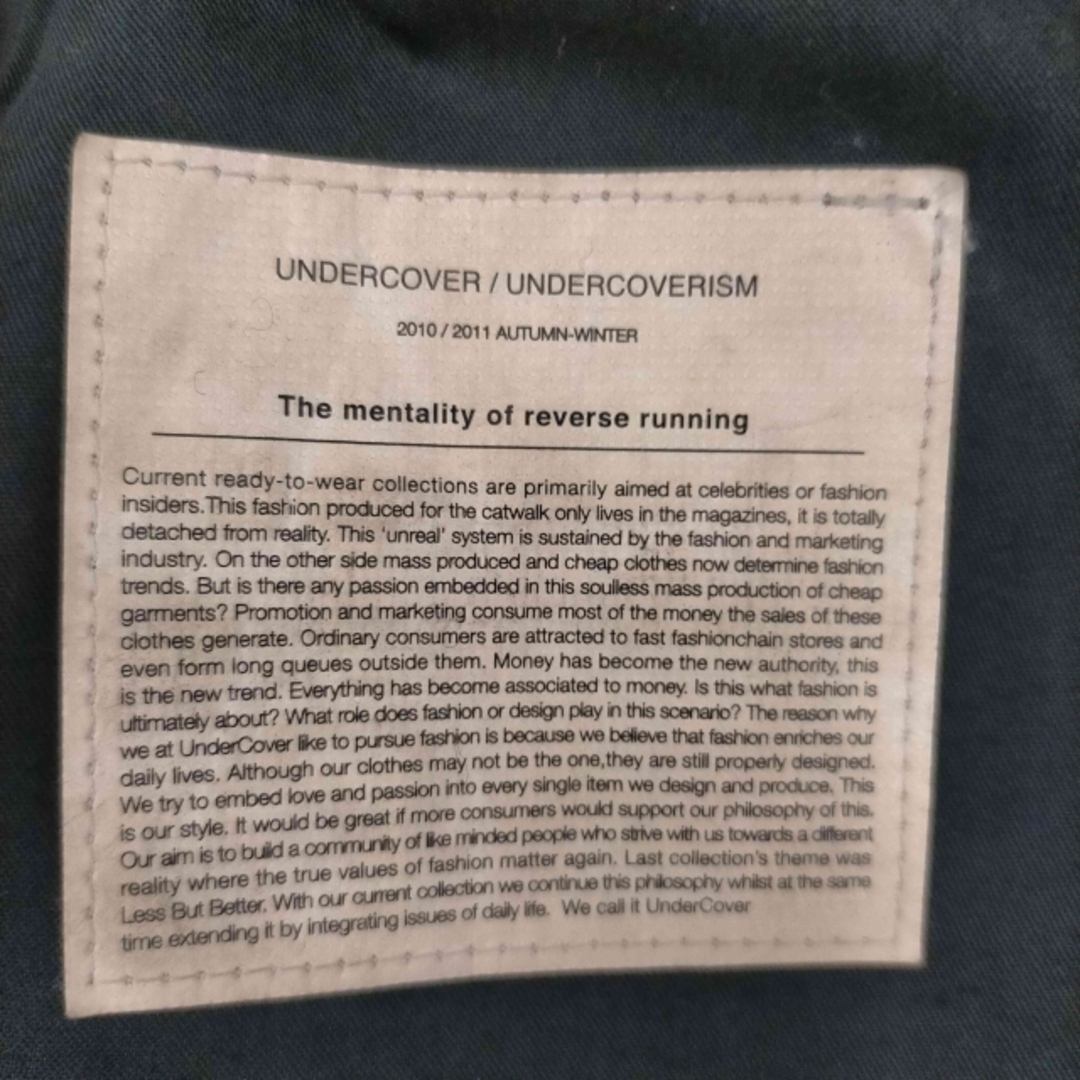 UNDERCOVER / UNDERCOVERISM
2010 / 2011 AUTUMN-WINTER
The mentality of reverse running
Current ready-to-wear collections are primarily aimed at celebrities or fashion
insiders.This fashion produced for the catwalk only lives in the magazines, it is totally
detached from reality. This 'unreal' system is sustained by the fashion and marketing
industry. On the other side mass produced and cheap clothes now determine fashion
trends. But is there any passion embedded in this soulless mass production of cheap
garments? Promotion and marketing consume most of the money the sales of these
clothes generate. Ordinary consumers are attracted to fast fashionchain stores and
even form long queues outside them. Money has become the new authority, this
is the new trend. Everything has become associated to money. Is this what fashion is
ultimately about? What role does fashion or design play in this scenario? The reason why
we at UnderCover like to pursue fashion is because we believe that fashion enriches our
daily lives. Although our clothes may not be the one,they are still properly designed.
We try to embed love and passion into every single item we design and produce. This
is our style. It would be great if more consumers would support our philosophy of this.
Our aim is to build a community of like minded people who strive with us towards a different
reality where the true values of fashion matter again. Last collection's theme was
Less But Better. With our current collection we continue this philosophy whilst at the same
time extending it by integrating issues of daily life. We call it UnderCover